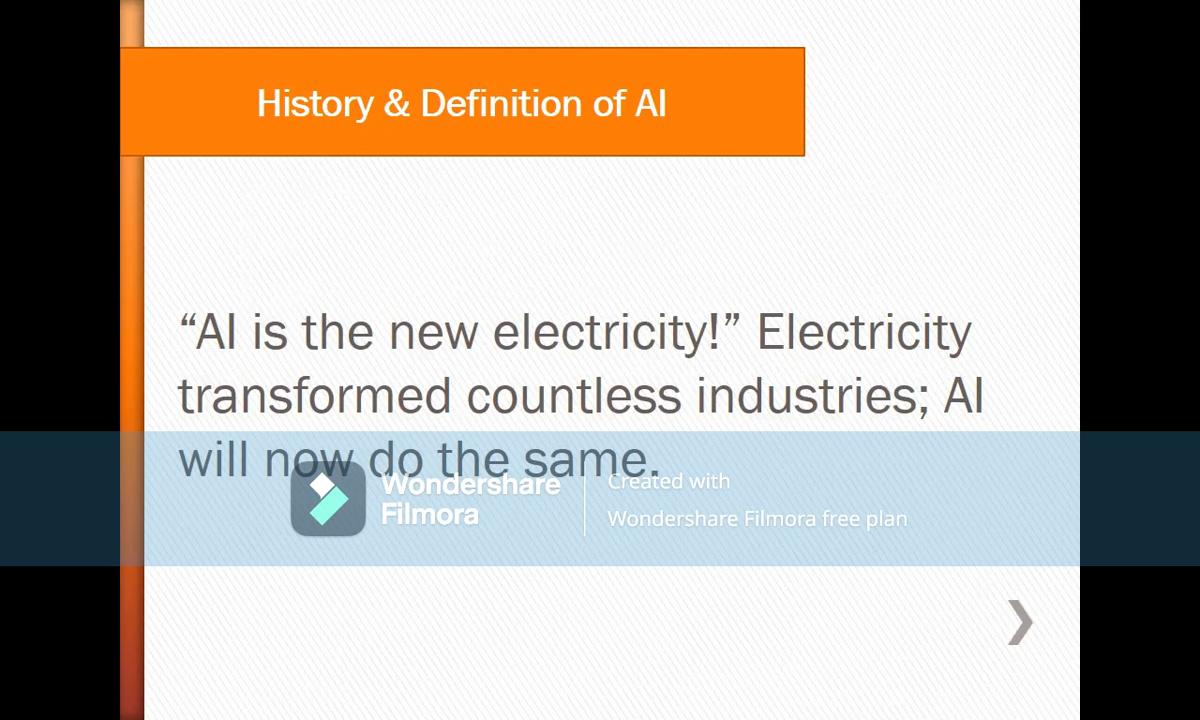 History & Definition of AI
“AI is the new electricity!” Electricity
transformed countless industries; AI
will now do the same.
Wondershare
Filmora
Created with
Wondershare Filmora free plan